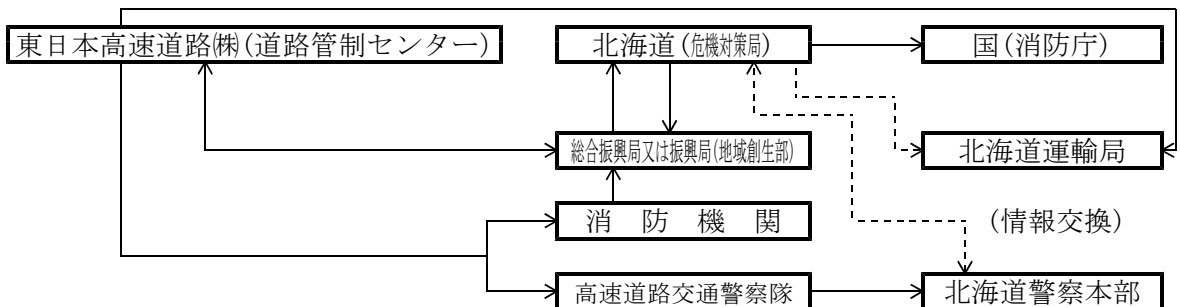 東日本高速道路㈱(道路管制センター)
北海道(危機対策局)
国(消防庁)
総合振興局又は振興局(地域創生部)
北海道運輸局
消防機関
(情報交換)
高速道路交通警察隊
北海道警察本部